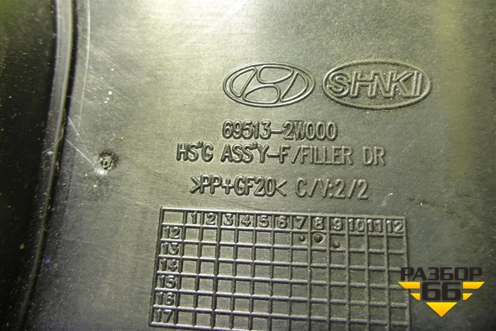 SHNKI
69513-2W000
HS'G ASS'Y-F/FILLER DR
>PP+GF20< C/V:2/2
1 2 3 4 5 6 7 8 9 10 11 12
12
13
14
15
16
17
РАЗБОР
66